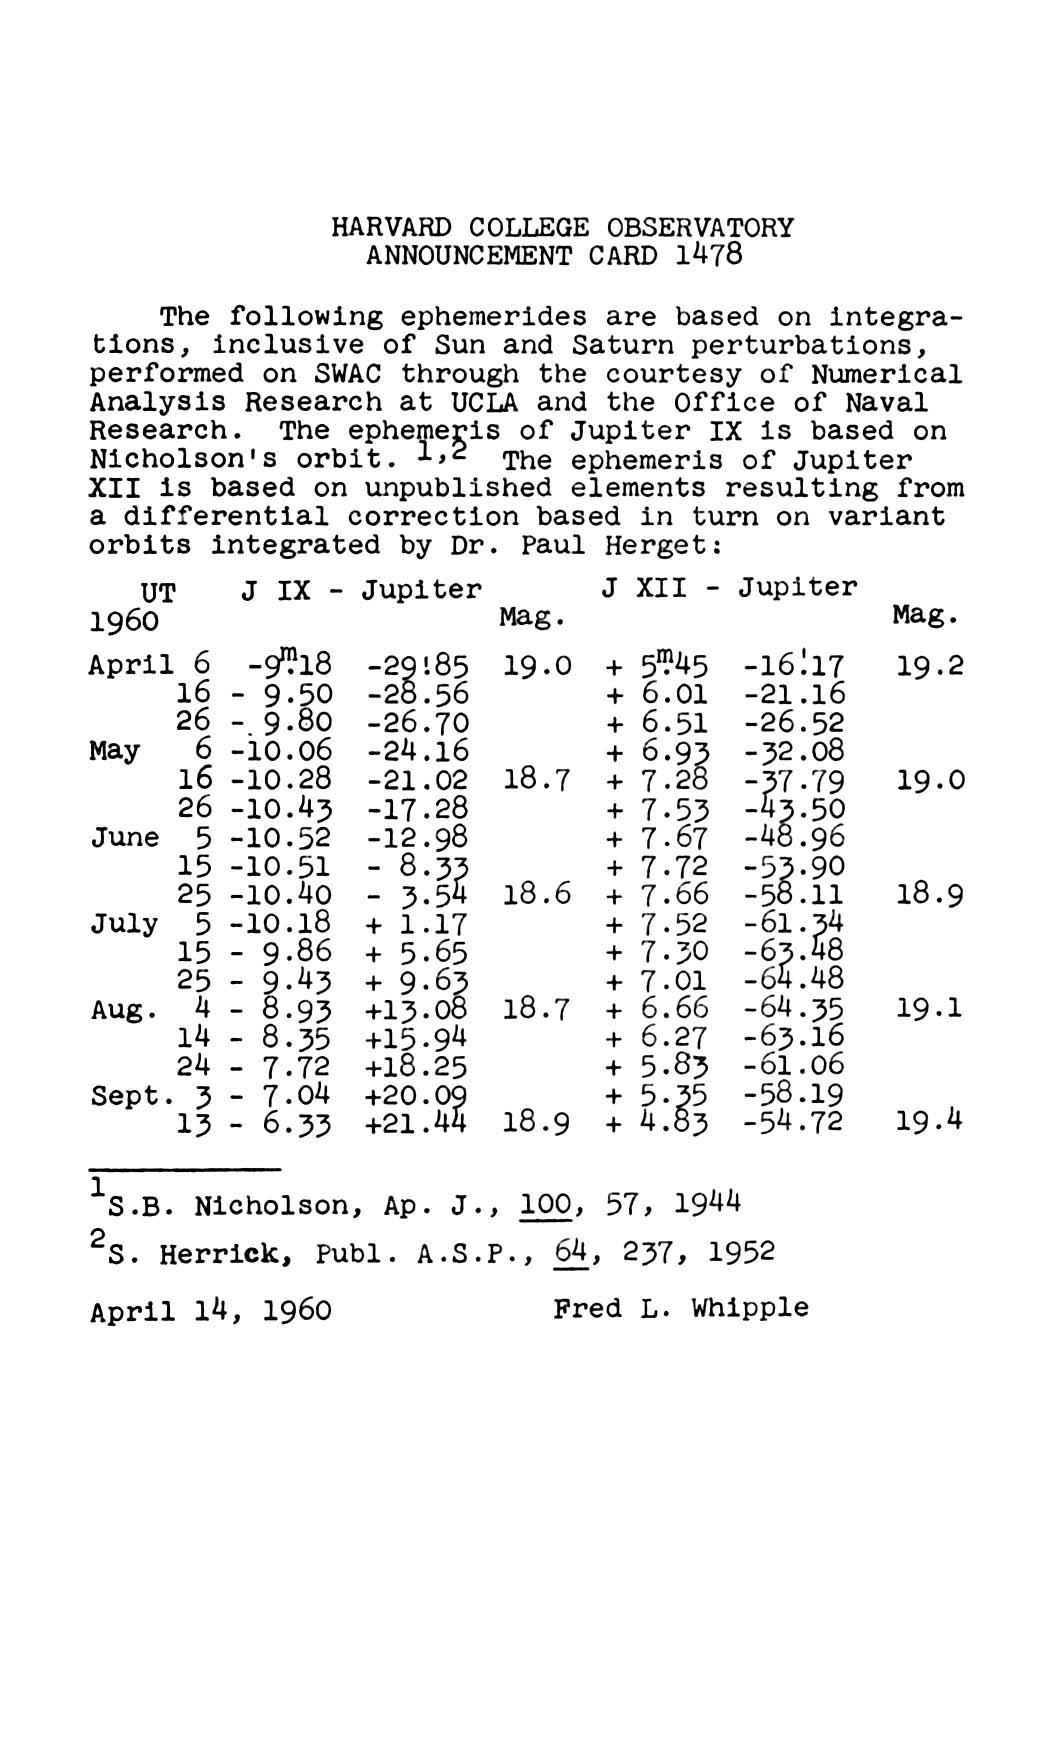 HARVARD COLLEGE OBSERVATORY
ANNOUNCEMENT CARD 1478
The following ephemerides are based on integra-
tions, inclusive of Sun and Saturn perturbations,
performed on SWAC through the courtesy of Numerical
Analysis Research at UCLA and the Office of Naval
Research. The ephemeris of Jupiter IX is based on
Nicholson's orbit. 1,2 The ephemeris of Jupiter
XII is based on unpublished elements resulting from
a differential correction based in turn on variant
orbits integrated by Dr. Paul Herget:
UT J IX - Jupiter J XII - Jupiter
1960 Mag. Mag.
April 6 -9ᵐ.18 -29'.85 19.0 + 5ᵐ.45 -16'.17 19.2
16 - 9.50 -28.56 + 6.01 -21.16
26 - 9.80 -26.70 + 6.51 -26.52
May 6 -10.06 -24.16 + 6.93 -32.08
16 -10.28 -21.02 18.7 + 7.28 -37.79 19.0
26 -10.43 -17.28 + 7.53 -43.50
June 5 -10.52 -12.98 + 7.67 -48.96
15 -10.51 - 8.33 + 7.72 -53.90
25 -10.40 - 3.54 18.6 + 7.66 -58.11 18.9
July 5 -10.18 + 1.17 + 7.52 -61.34
15 - 9.86 + 5.65 + 7.30 -63.48
25 - 9.43 + 9.63 + 7.01 -64.48
Aug. 4 - 8.93 +13.08 18.7 + 6.66 -64.35 19.1
14 - 8.35 +15.94 + 6.27 -63.16
24 - 7.72 +18.25 + 5.83 -61.06
Sept. 3 - 7.04 +20.09 + 5.35 -58.19
13 - 6.33 +21.44 18.9 + 4.83 -54.72 19.4
1S.B. Nicholson, Ap. J., 100, 57, 1944
2S. Herrick, Publ. A.S.P., 64, 237, 1952
April 14, 1960 Fred L. Whipple